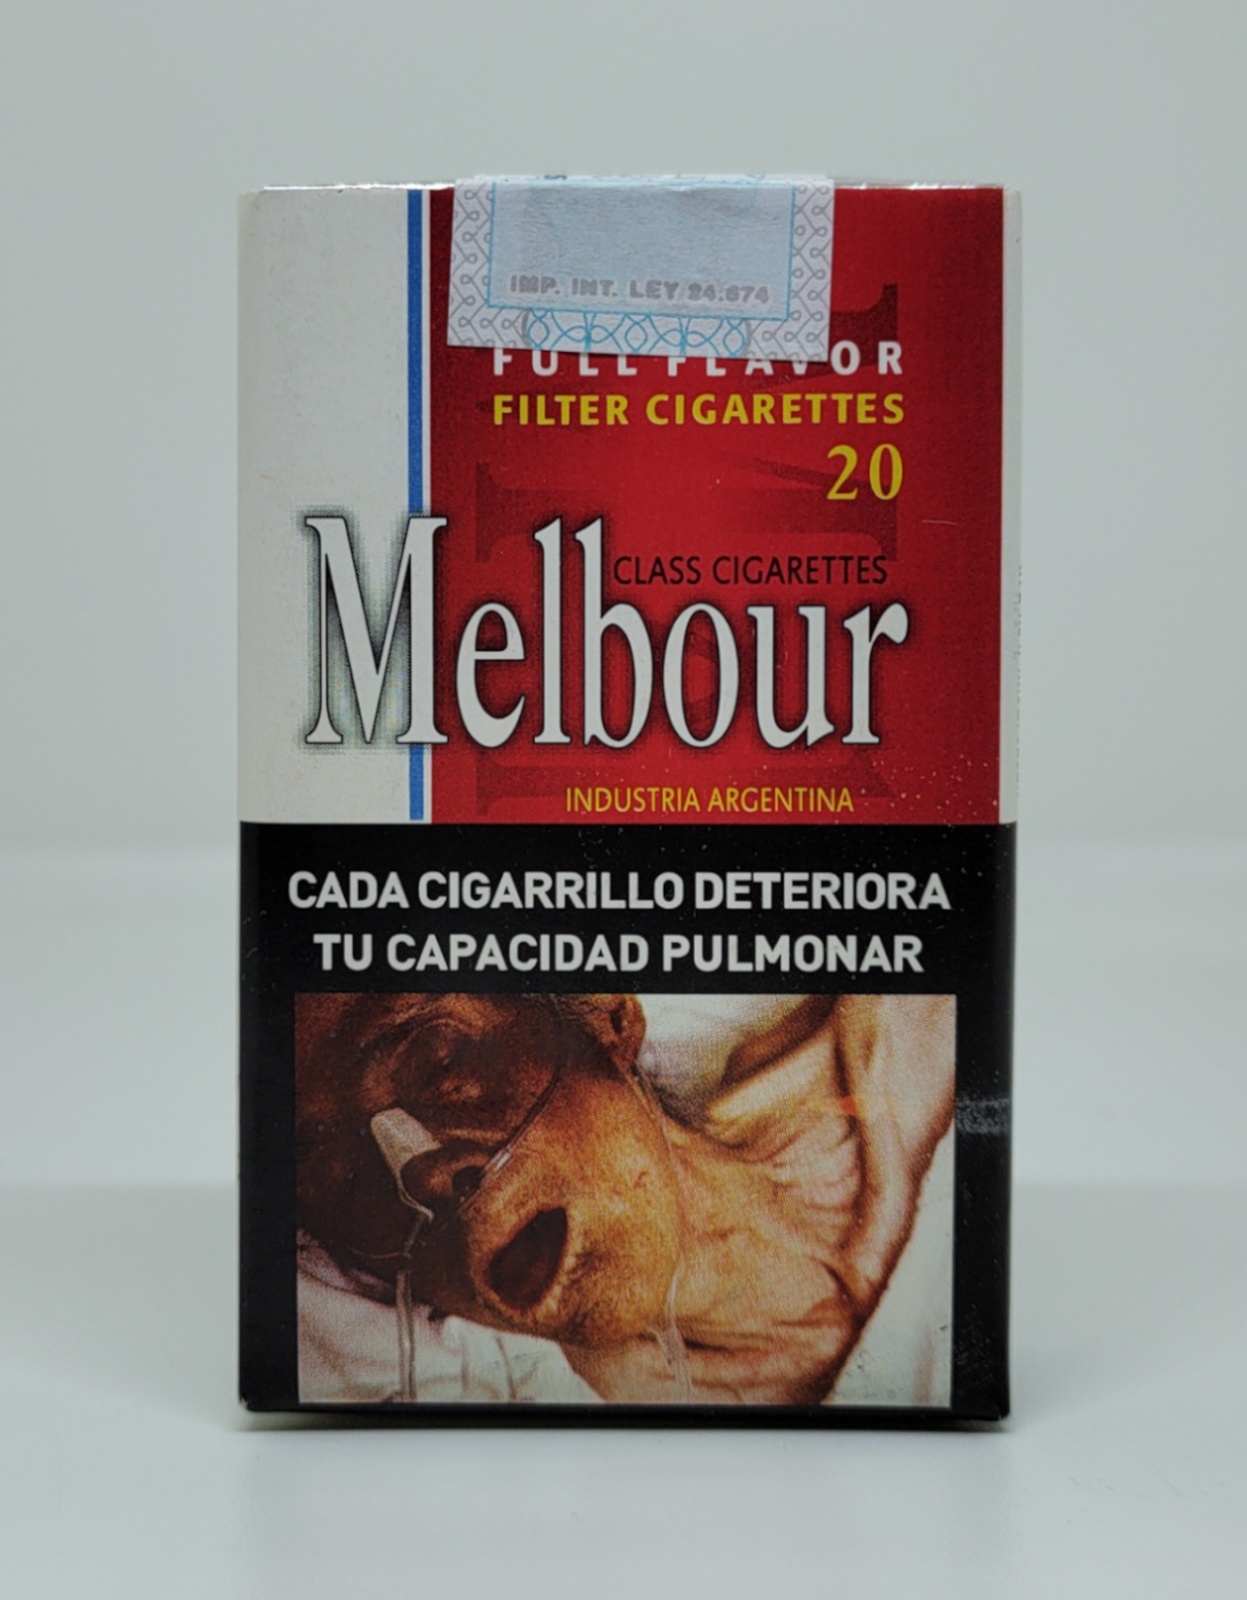 IMP. INT. LEY 24.674
FULL FLAVOR
FILTER CIGARETTES
20
CLASS CIGARETTES
Melbour
INDUSTRIA ARGENTINA
CADA CIGARRILLO DETERIORA
TU CAPACIDAD PULMONAR